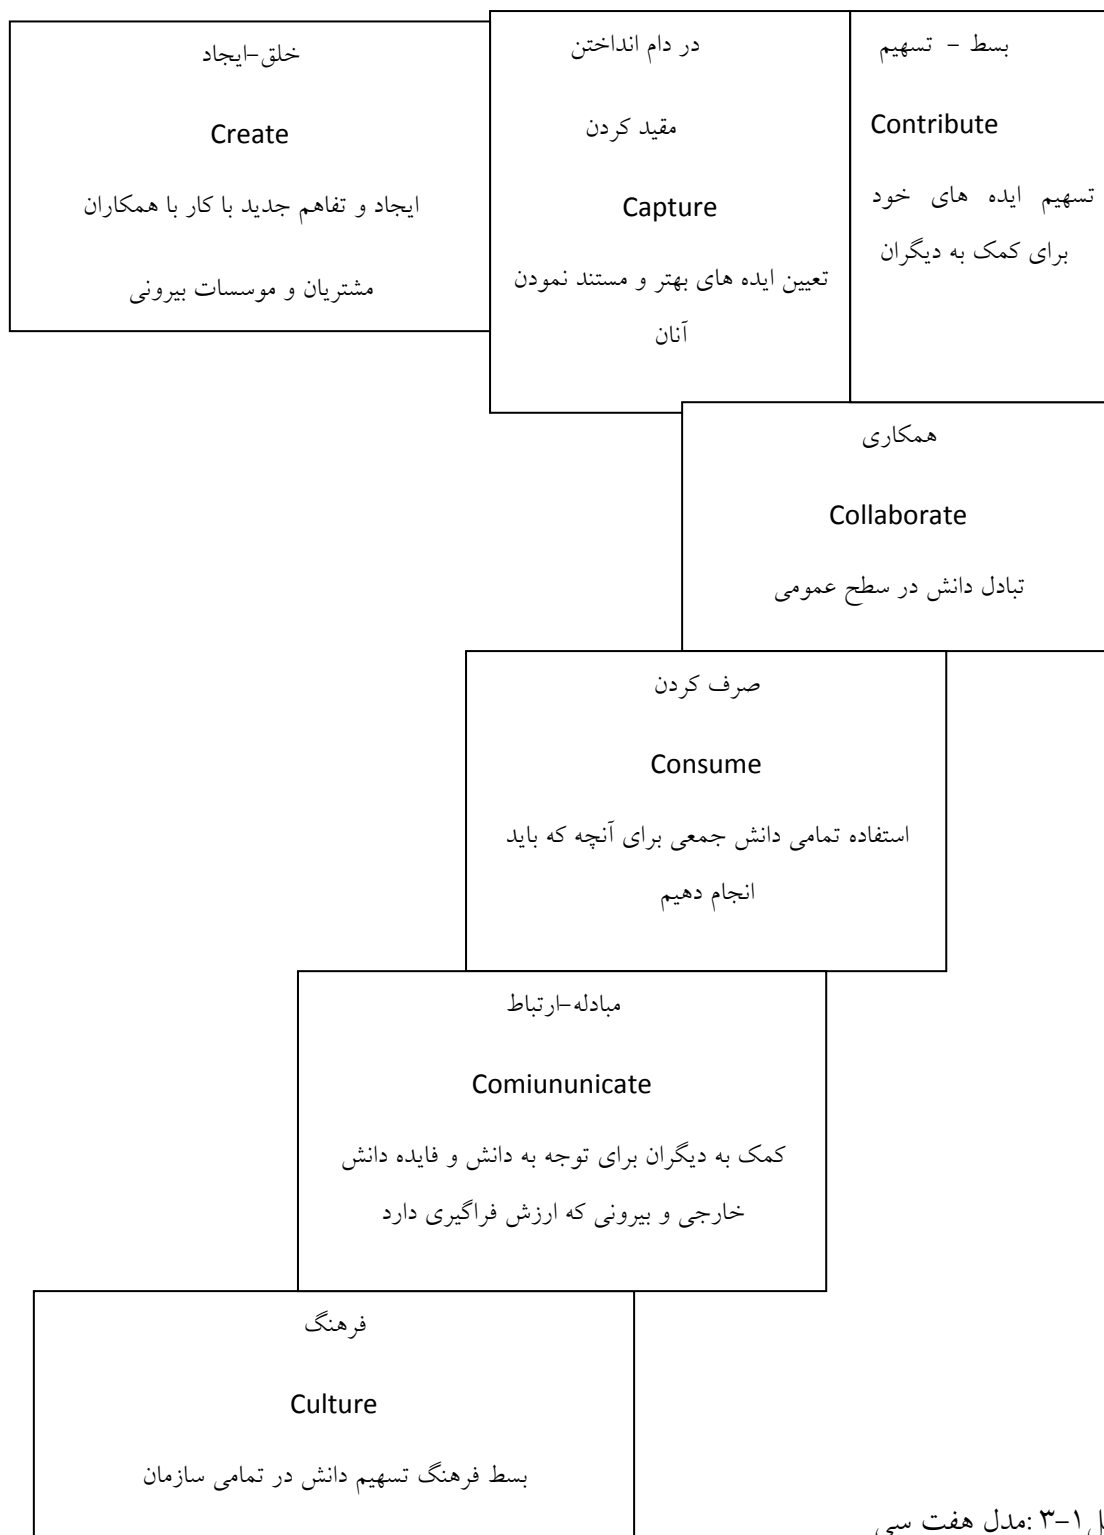 خلق-ایجاد
Create
ایجاد و تفاهم جدید با کار با همکاران
مشتریان و موسسات بیرونی
در دام انداختن
مقید کردن
Capture
تعیین ایده های بهتر و مستند نمودن
آنان
بسط - تسهیم
Contribute
تسهیم ایده های خود
برای کمک به دیگران
همکاری
Collaborate
تبادل دانش در سطح عمومی
صرف کردن
Consume
استفاده تمامی دانش جمعی برای آنچه که باید
انجام دهیم
مبادله-ارتباط
Comiununicate
کمک به دیگران برای توجه به دانش و فایده دانش
خارجی و بیرونی که ارزش فراگیری دارد
فرهنگ
Culture
بسط فرهنگ تسهیم دانش در تمامی سازمان
۳-۱: مدل هفت سی